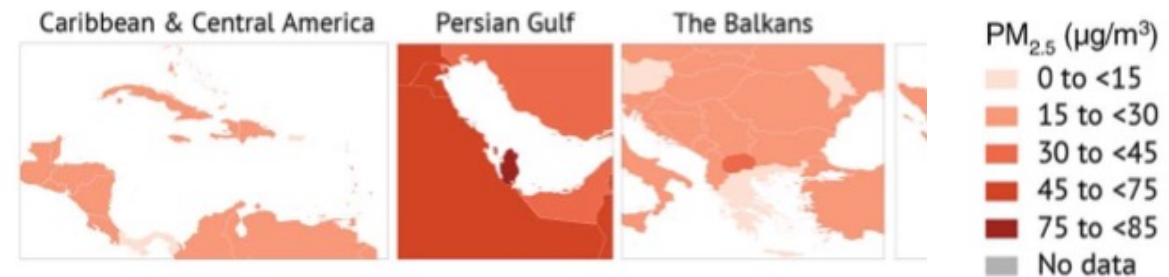 Caribbean & Central America
Persian Gulf
The Balkans
PM2.5 (µg/m³)
0 to <15
15 to <30
30 to <45
45 to <75
75 to <85
No data